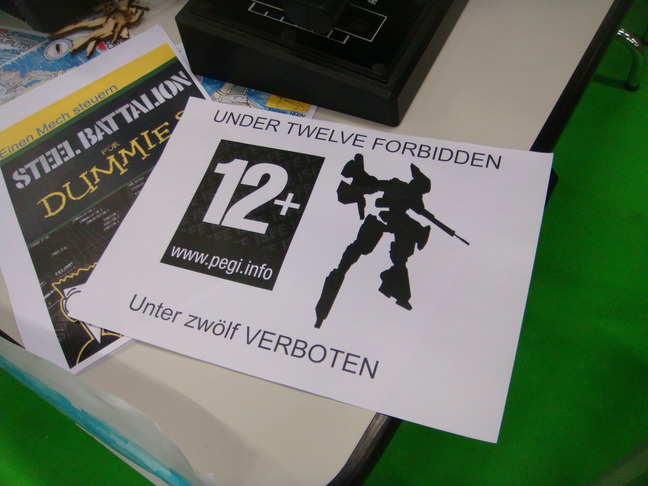 UNDER TWELVE FORBIDDEN
12+
www.pegi.info
Unter zwölf VERBOTEN
Einen Mech steuern
STEEL BATTALION
FOR
DUMMIES